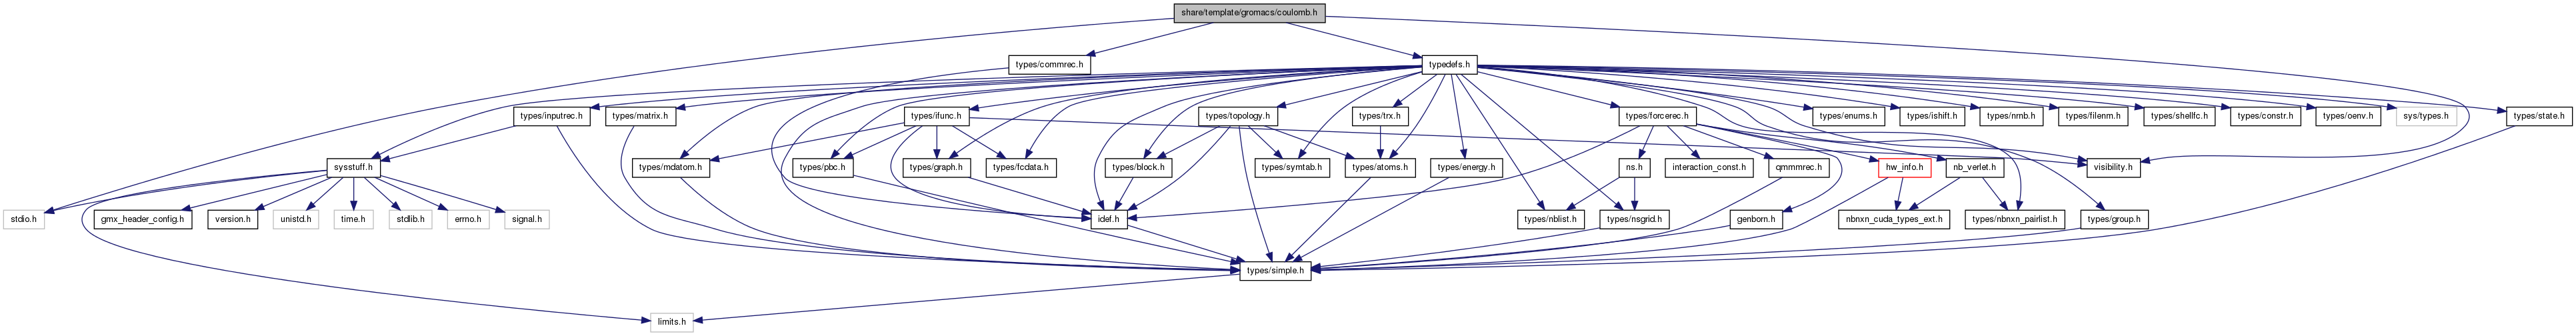 share/template/gromacs/coulomb.h
types/commrec.h
typedefs.h
types/inputrec.h
types/matrix.h
types/ifunc.h
types/topology.h
types/trx.h
types/forcerec.h
types/enums.h
types/ishift.h
types/nrnb.h
types/filenm.h
types/shellfc.h
types/constr.h
types/oenv.h
sys/types.h
types/state.h
sysstuff.h
types/mdatom.h
types/pbc.h
types/graph.h
types/fcdata.h
types/block.h
types/symtab.h
types/atoms.h
types/energy.h
ns.h
interaction_const.h
qmmmrec.h
hw_info.h
nb_verlet.h
visibility.h
stdio.h
gmx_header_config.h
version.h
unistd.h
time.h
stdlib.h
errno.h
signal.h
idef.h
types/nblist.h
types/nsgrid.h
genborn.h
nbnxn_cuda_types_ext.h
types/nbnxn_pairlist.h
types/group.h
types/simple.h
limits.h